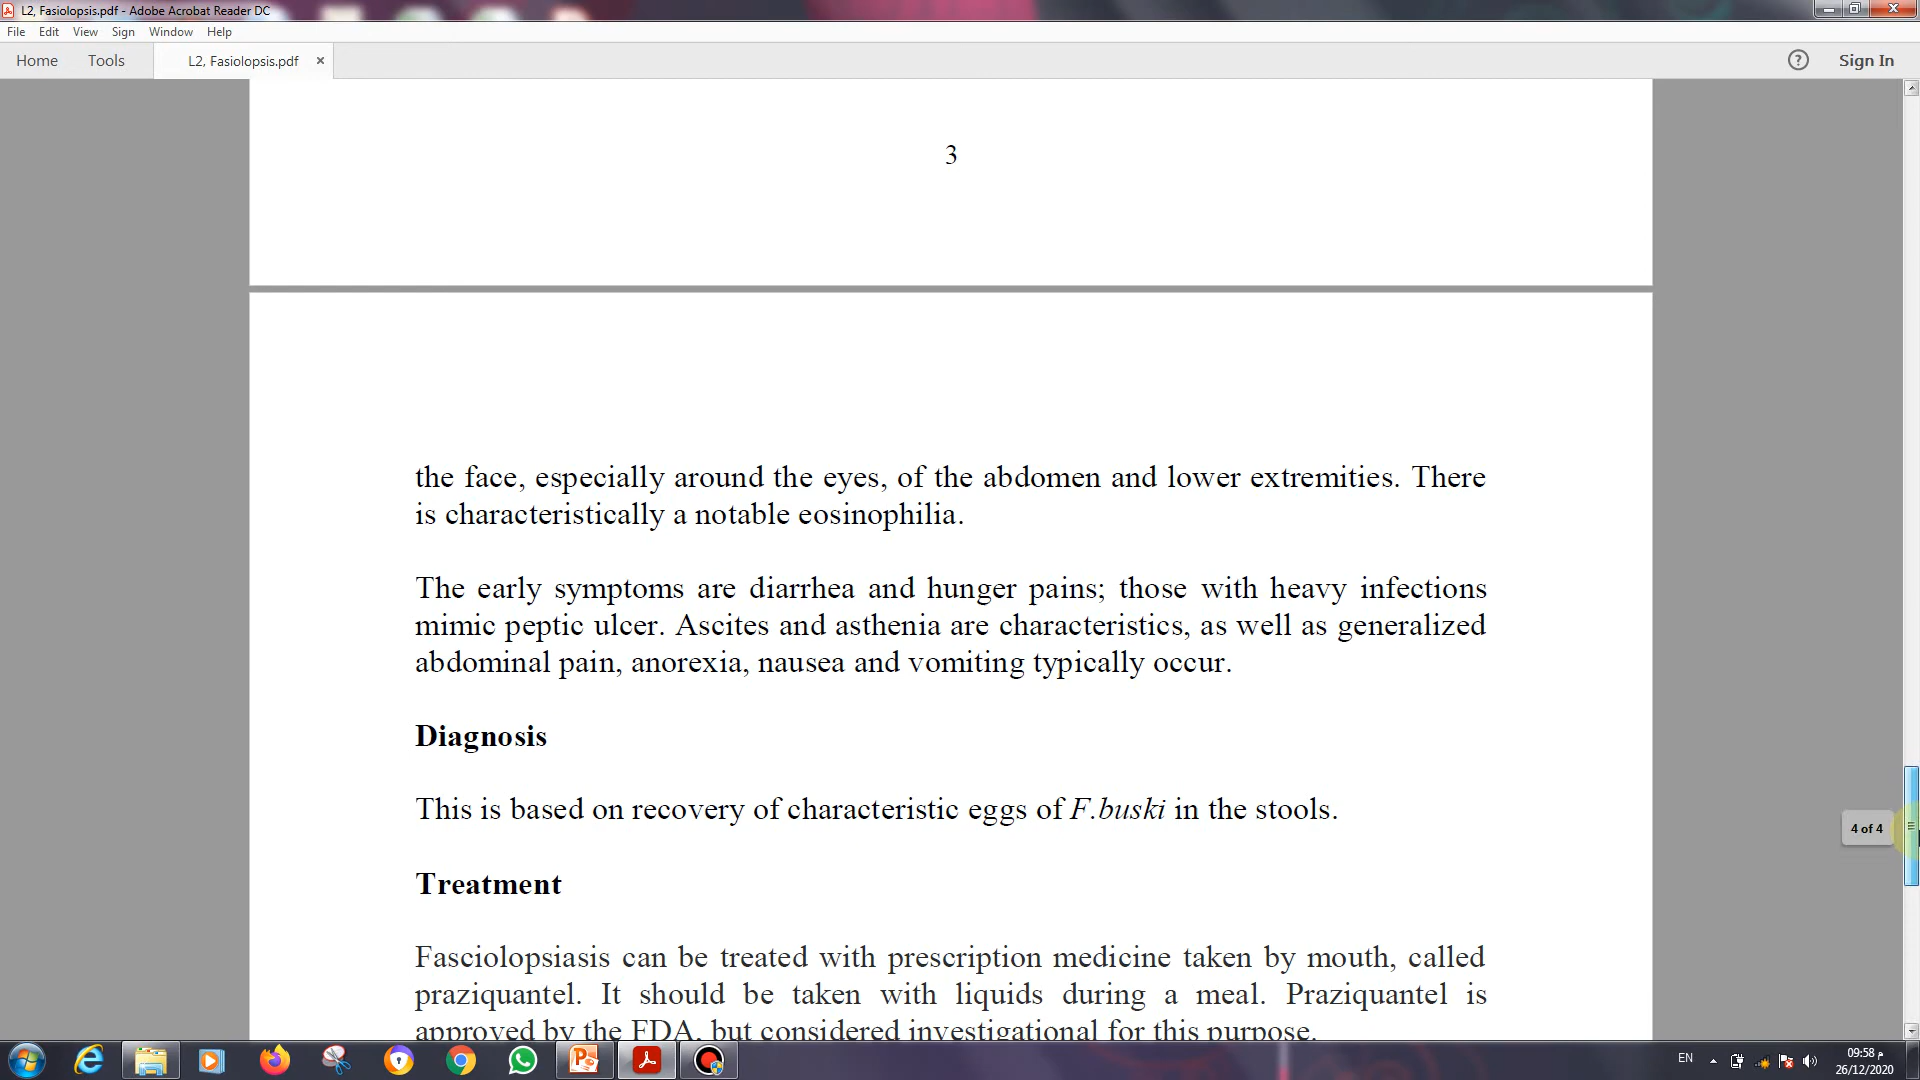 L2, Fasiolopsis.pdf - Adobe Acrobat Reader DC
File Edit View Sign Window Help
Home Tools L2, Fasiolopsis.pdf × ? Sign In
3
the face, especially around the eyes, of the abdomen and lower extremities. There
is characteristically a notable eosinophilia.
The early symptoms are diarrhea and hunger pains; those with heavy infections
mimic peptic ulcer. Ascites and asthenia are characteristics, as well as generalized
abdominal pain, anorexia, nausea and vomiting typically occur.
Diagnosis
This is based on recovery of characteristic eggs of F.buski in the stools.
4 of 4
Treatment
Fasciolopsiasis can be treated with prescription medicine taken by mouth, called
praziquantel. It should be taken with liquids during a meal. Praziquantel is
approved by the FDA, but considered investigational for this purpose.
EN
09:58 م
26/12/2020